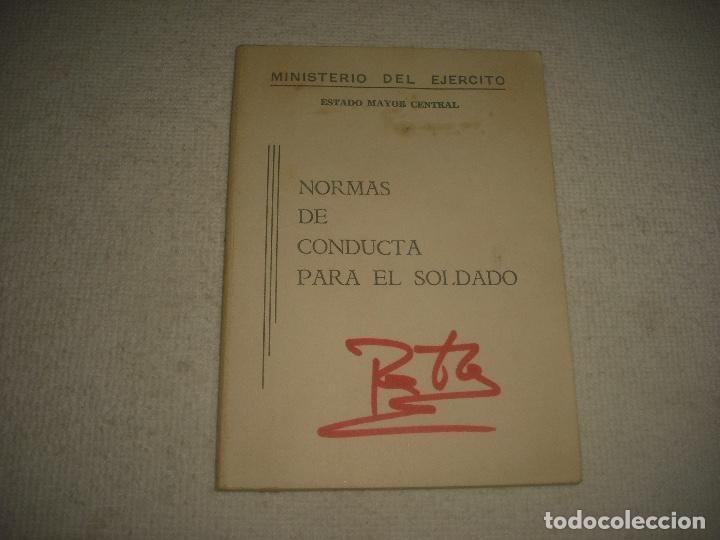 MINISTERIO DEL EJERCITO
ESTADO MAYOR CENTRAL
NORMAS
DE
CONDUCTA
PARA EL SOLDADO
todocoleccion